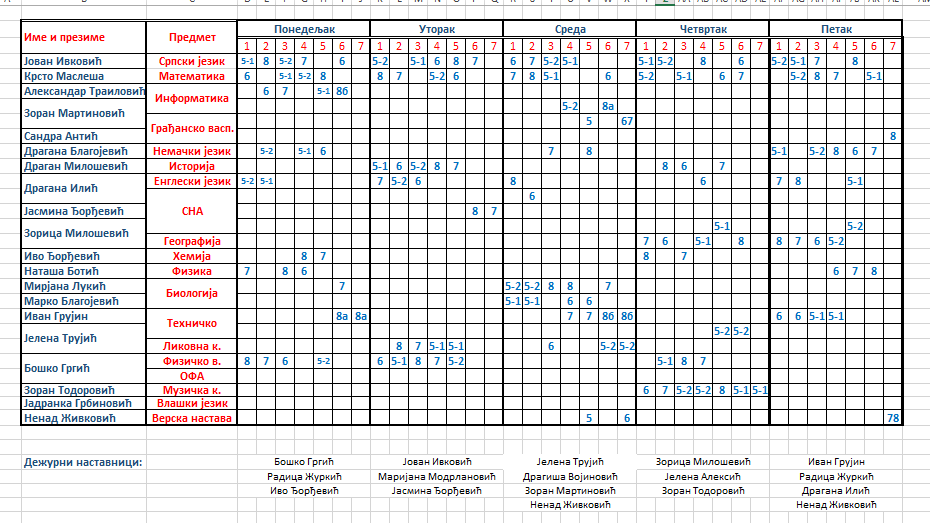 Име и презиме Предмет Понедељак Уторак Среда Четвртак Петак
1 2 3 4 5 6 7 1 2 3 4 5 6 7 1 2 3 4 5 6 7 1 2 3 4 5 6 7 1 2 3 4 5 6 7
Јован Ивковић Српски језик 5-1 8 5-2 7 6 5-2 5-1 6 8 7 6 7 5-2 5-1 5-1 5-2 8 6 5-2 5-1 7 8
Крсто Маслеша Математика 6 5-1 5-2 8 8 7 5-2 6 7 8 5-1 6 5-2 5-1 6 7 5-2 8 7 5-1
Александар Траиловић Информатика 6 7 5-1 8б
Зоран Мартиновић 5-2 8а
Грађанско васп. 5 67
Сандра Антић 8
Драгана Благојевић Немачки језик 5-2 5-1 6 7 8 5-1 5-2 8 6 7
Драган Милошевић Историја 5-1 6 5-2 8 7 8 6 7
Драгана Илић Енглески језик 5-2 5-1 7 5-2 6 8 6 7 8 5-1
6
Јасмина Ђорђевић СНА 8 7
Зорица Милошевић 5-1 5-2
Географија 7 6 5-1 8 8 7 6 5-2
Иво Ђорђевић Хемија 8 7 8 7
Наташа Ботић Физика 7 8 6 6 7 8
Мирјана Лукић Биологија 7 5-2 5-2 8 8 7
Марко Благојевић 5-1 5-1 6 6
Иван Грујин Техничко 8а 8а 7 7 8б 8б 6 6 5-1 5-1
Јелена Трујић 5-2 5-2
Ликовна к. 8 7 5-1 5-1 6 5-2 5-2
Бошко Гргић Физичко в. 8 7 6 5-2 6 5-1 8 7 5-2 5-1 8 7
ОФА
Зоран Тодоровић Музичка к. 6 7 5-2 5-2 8 5-1 5-1
Јадранка Грбиновић Влашки језик
Ненад Живковић Верска настава 5 6 78
Дежурни наставници: Бошко Гргић Јован Ивковић Јелена Трујић Зорица Милошевић Иван Грујин
Радица Журкић Маријана Модрлановић Драгиша Војиновић Јелена Алексић Радица Журкић
Иво Ђорђевић Јасмина Ђорђевић Зоран Мартиновић Зоран Тодоровић Драгана Илић
Ненад Живковић Ненад Живковић